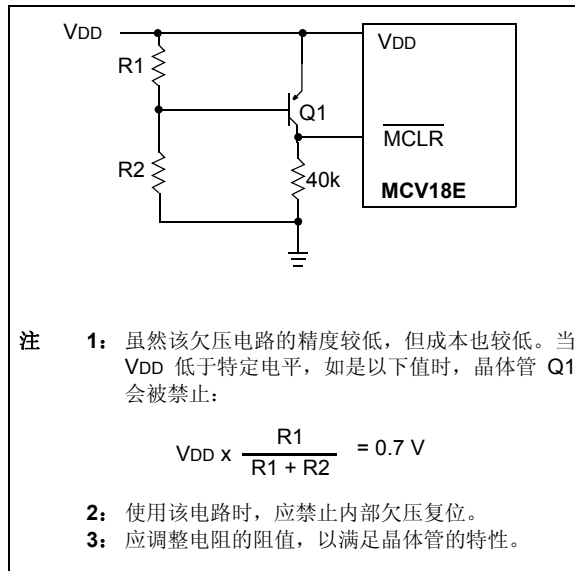 VDD
VDD
R1
Q1
MCLR
R2
40k
MCV18E
注 1： 虽然该欠压电路的精度较低，但成本也较低。当
VDD 低于特定电平，如是以下值时，晶体管 Q1
会被禁止：
VDD x R1 / R1 + R2 = 0.7 V
2： 使用该电路时，应禁止内部欠压复位。
3： 应调整电阻的阻值，以满足晶体管的特性。